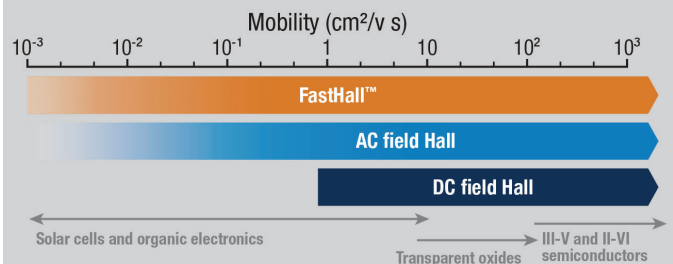 Mobility (cm²/v s)
10⁻³ 10⁻² 10⁻¹ 1 10 10² 10³
FastHall™
AC field Hall
DC field Hall
Solar cells and organic electronics
Transparent oxides
III-V and II-VI
semiconductors